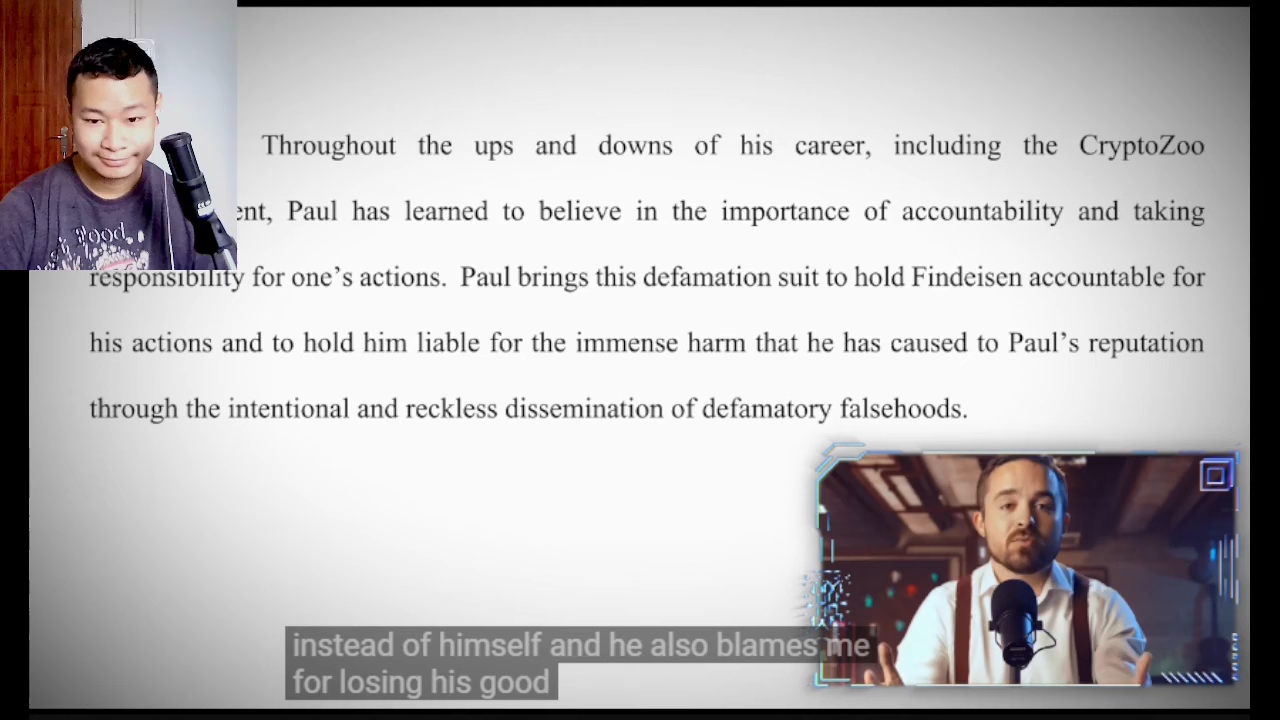 Throughout the ups and downs of his career, including the CryptoZoo
ent, Paul has learned to believe in the importance of accountability and taking
responsibility for one's actions. Paul brings this defamation suit to hold Findeisen accountable for
his actions and to hold him liable for the immense harm that he has caused to Paul's reputation
through the intentional and reckless dissemination of defamatory falsehoods.
instead of himself and he also blames me
for losing his good